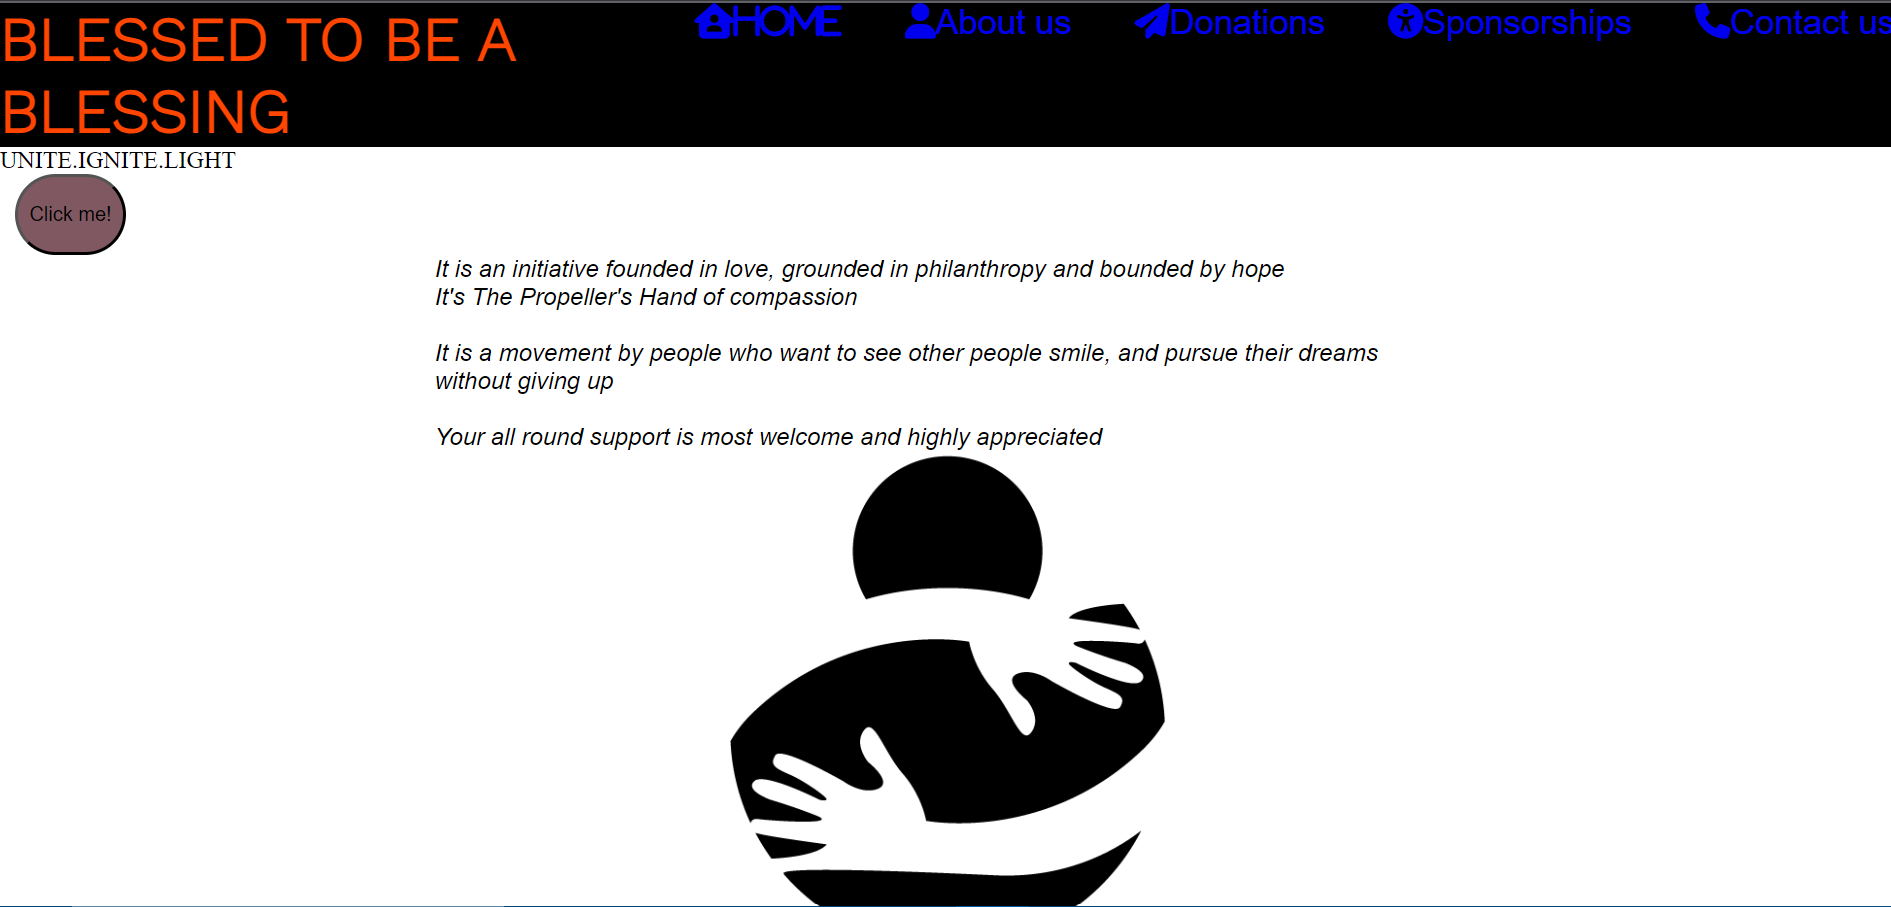 BLESSED TO BE A
BLESSING
HOME
About us
Donations
Sponsorships
Contact us
UNITE.IGNITE.LIGHT
Click me!
It is an initiative founded in love, grounded in philanthropy and bounded by hope
It's The Propeller's Hand of compassion
It is a movement by people who want to see other people smile, and pursue their dreams
without giving up
Your all round support is most welcome and highly appreciated